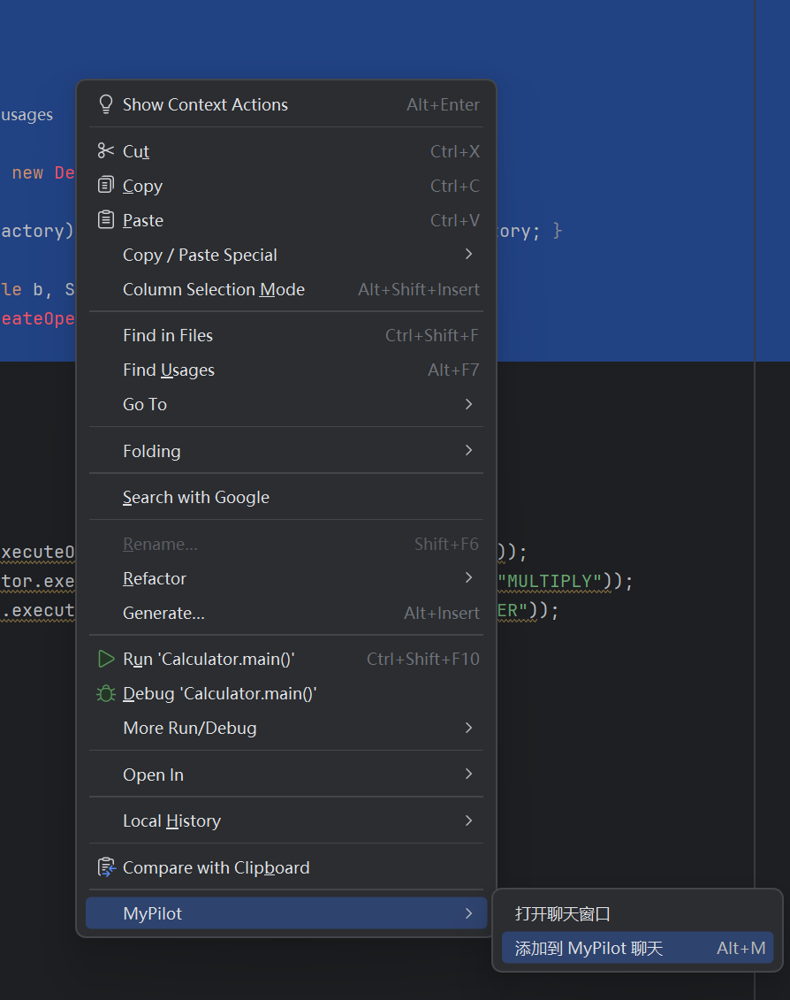 Show Context Actions Alt+Enter
usages
Cut Ctrl+X
new De
Copy Ctrl+C
Paste Ctrl+V
actory) ory; }
Copy / Paste Special
le b, S
Column Selection Mode Alt+Shift+Insert
eateOpe
Find in Files Ctrl+Shift+F
Find Usages Alt+F7
Go To
Folding
Search with Google
Rename... Shift+F6
xecuteO ));
Refactor
tor.exe "MULTIPLY"));
Generate... Alt+Insert
.execut ER"));
Run 'Calculator.main()' Ctrl+Shift+F10
Debug 'Calculator.main()'
More Run/Debug
Open In
Local History
Compare with Clipboard
MyPilot
打开聊天窗口
添加到 MyPilot 聊天 Alt+M